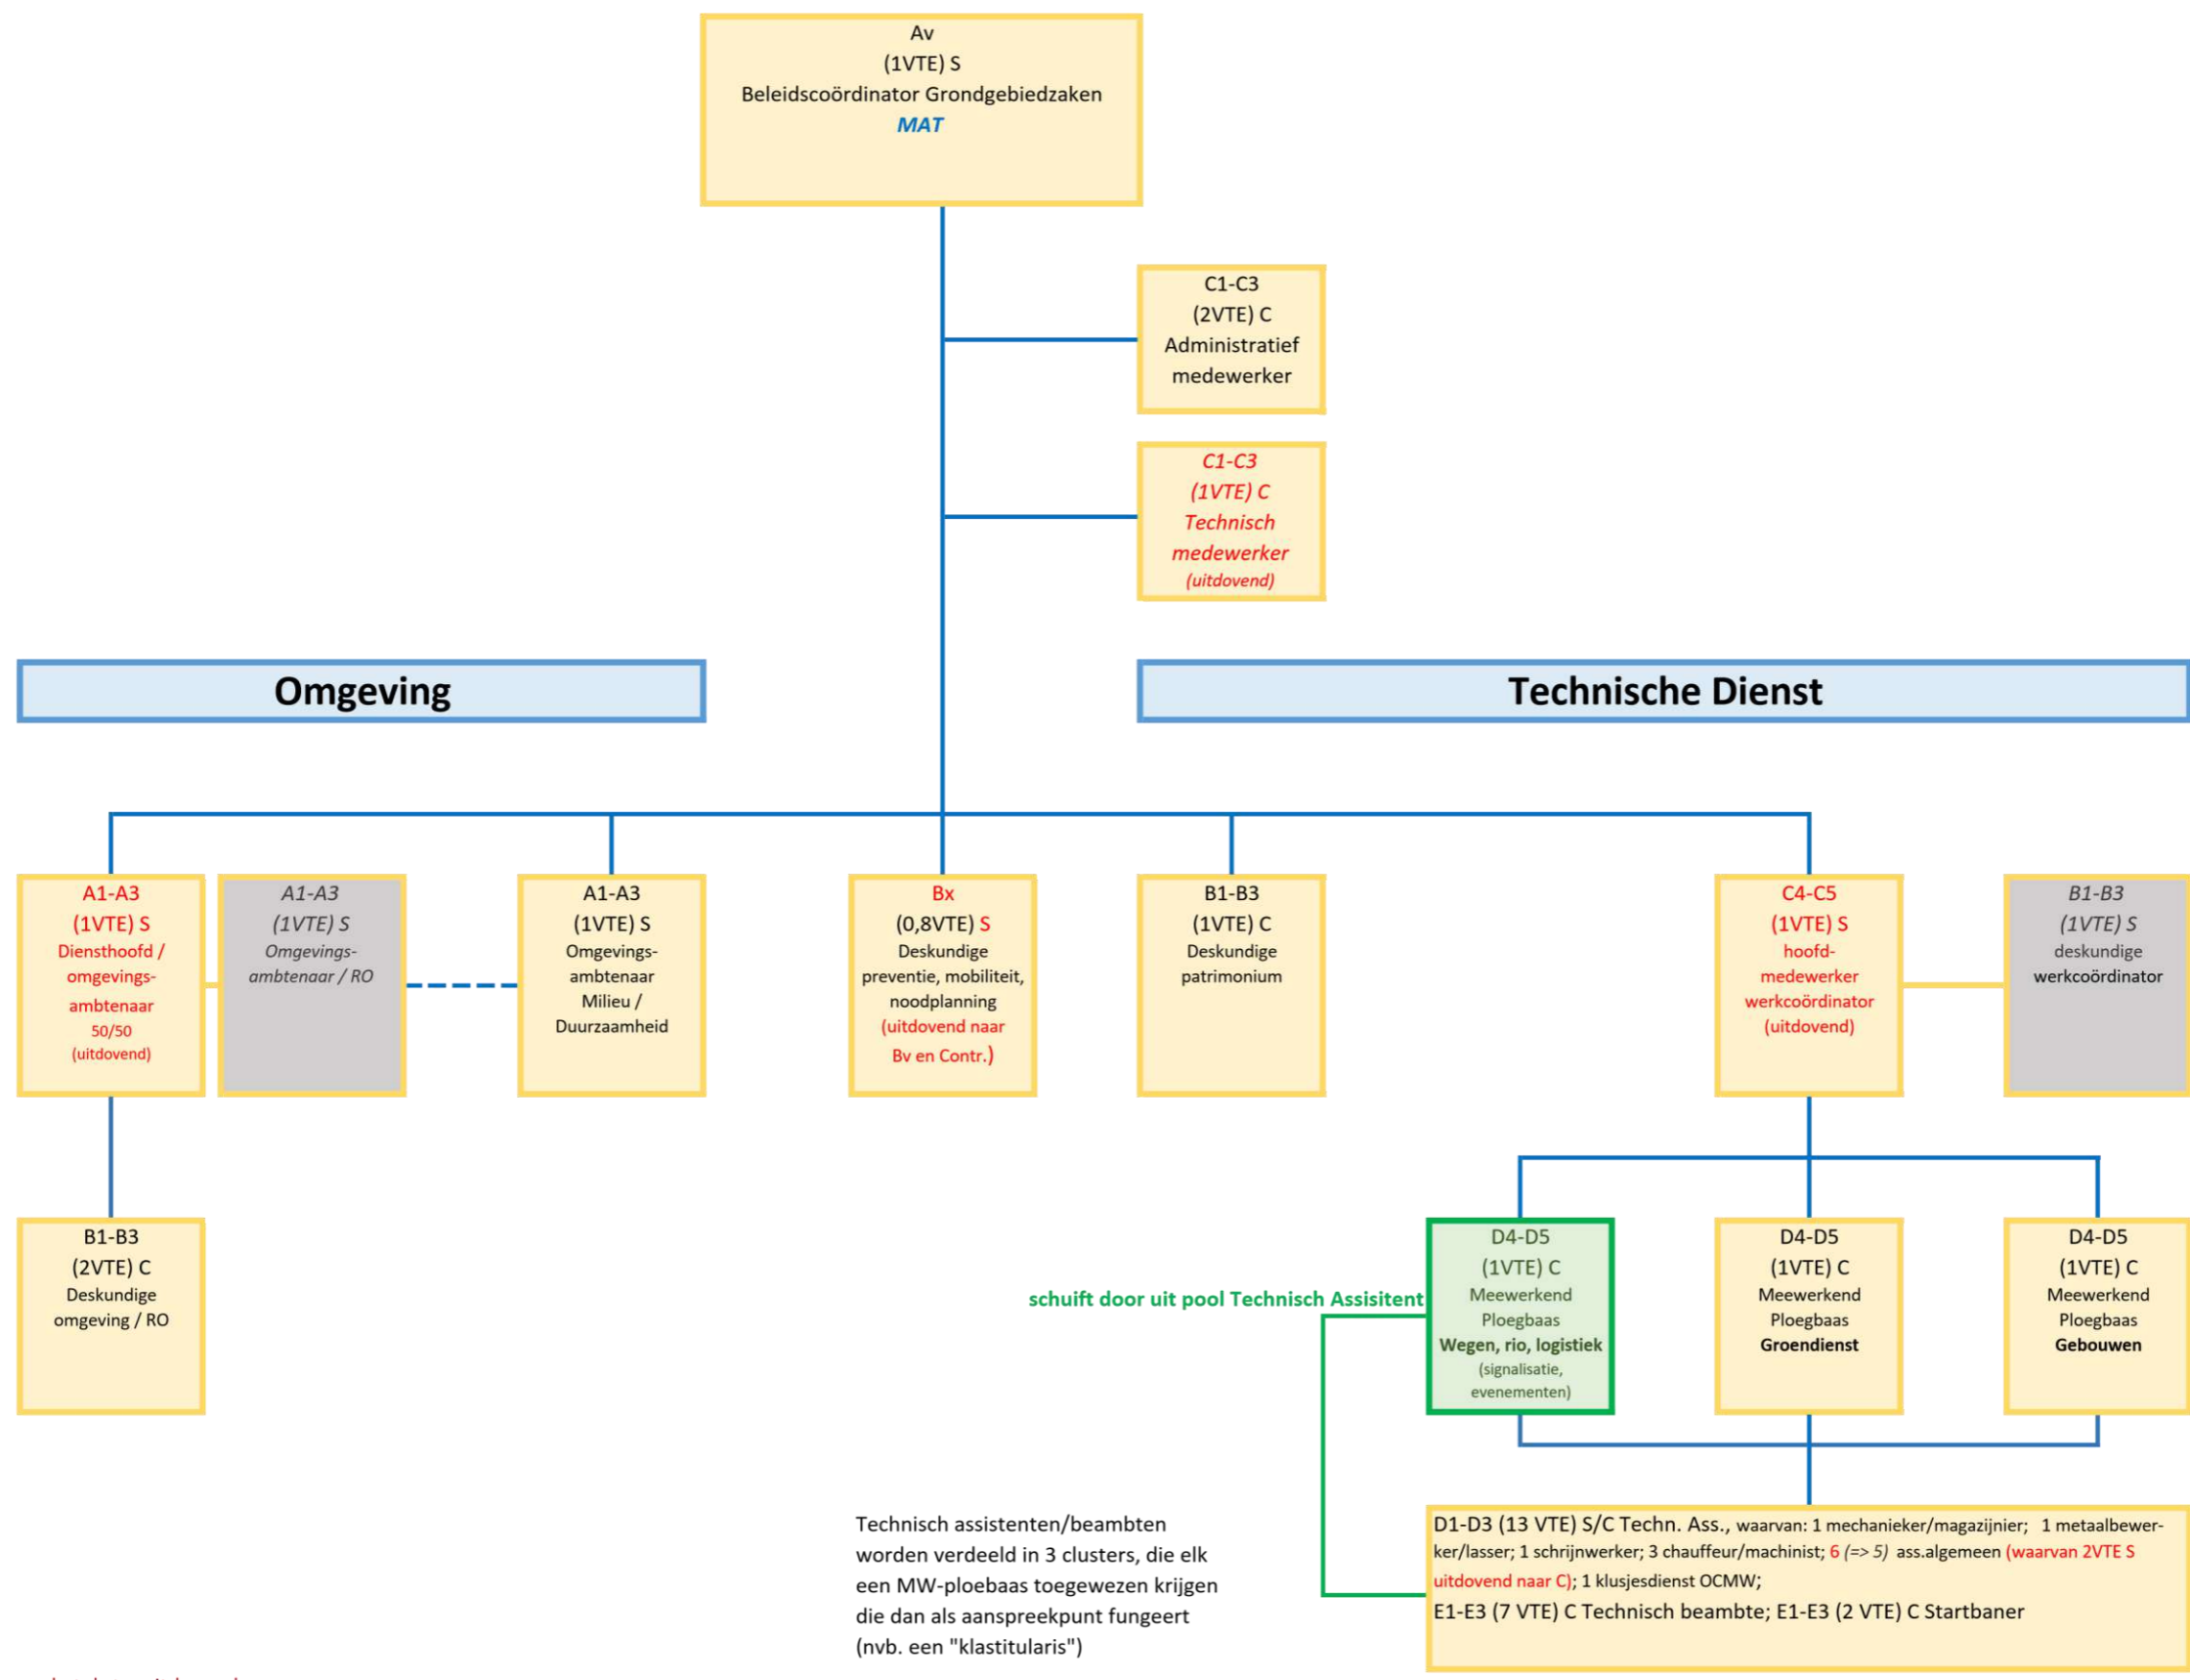 Av
(1VTE) S
Beleidscoördinator Grondgebiedzaken
MAT
C1-C3
(2VTE) C
Administratief
medewerker
C1-C3
(1VTE) C
Technisch
medewerker
(uitdovend)
Omgeving
Technische Dienst
A1-A3
(1VTE) S
Diensthoofd /
omgevings-
ambtenaar
50/50
(uitdovend)
A1-A3
(1VTE) S
Omgevings-
ambtenaar / RO
A1-A3
(1VTE) S
Omgevings-
ambtenaar
Milieu /
Duurzaamheid
Bx
(0,8VTE) S
Deskundige
preventie, mobiliteit,
noodplanning
(uitdovend naar
Bv en Contr.)
B1-B3
(1VTE) C
Deskundige
patrimonium
C4-C5
(1VTE) S
hoofd-
medewerker
werkcoördinator
(uitdovend)
B1-B3
(1VTE) S
deskundige
werkcoördinator
B1-B3
(2VTE) C
Deskundige
omgeving / RO
schuift door uit pool Technisch Assisitent
D4-D5
(1VTE) C
Meewerkend
Ploegbaas
Wegen, rio, logistiek
(signalisatie,
evenementen)
D4-D5
(1VTE) C
Meewerkend
Ploegbaas
Groendienst
D4-D5
(1VTE) C
Meewerkend
Ploegbaas
Gebouwen
Technisch assistenten/beambten
worden verdeeld in 3 clusters, die elk
een MW-ploebaas toegewezen krijgen
die dan als aanspreekpunt fungeert
(nvb. een "klastitularis")
D1-D3 (13 VTE) S/C Techn. Ass., waarvan: 1 mechanieker/magazijnier; 1 metaalbewer-
ker/lasser; 1 schrijnwerker; 3 chauffeur/machinist; 6 (=> 5) ass.algemeen (waarvan 2VTE S
uitdovend naar C); 1 klusjesdienst OCMW;
E1-E3 (7 VTE) C Technisch beambte; E1-E3 (2 VTE) C Startbaner